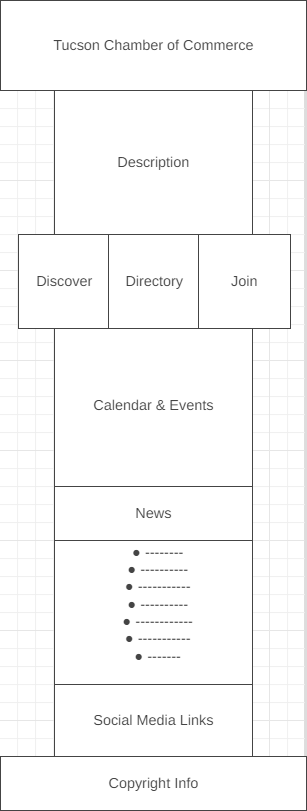 Tucson Chamber of Commerce
Description
Discover Directory Join
Calendar & Events
News
● --------
● ----------
● -----------
● ----------
● ------------
● -----------
● -------
Social Media Links
Copyright Info